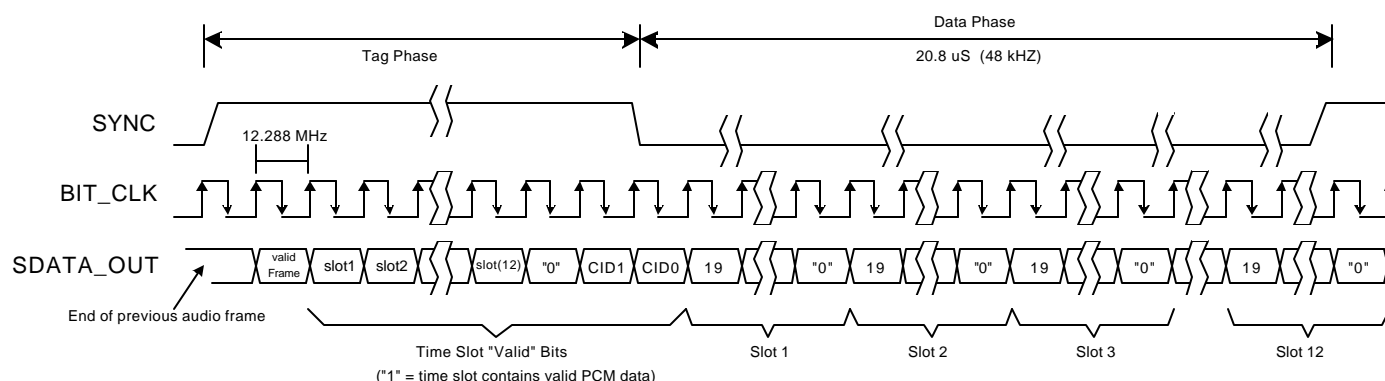 Data Phase
Tag Phase
20.8 uS (48 kHZ)
SYNC
12.288 MHz
BIT_CLK
SDATA_OUT
valid
Frame
slot1
slot2
slot(12)
"0"
CID1
CID0
19
"0"
19
"0"
19
"0"
19
"0"
End of previous audio frame
Time Slot "Valid" Bits
("1" = time slot contains valid PCM data)
Slot 1
Slot 2
Slot 3
Slot 12